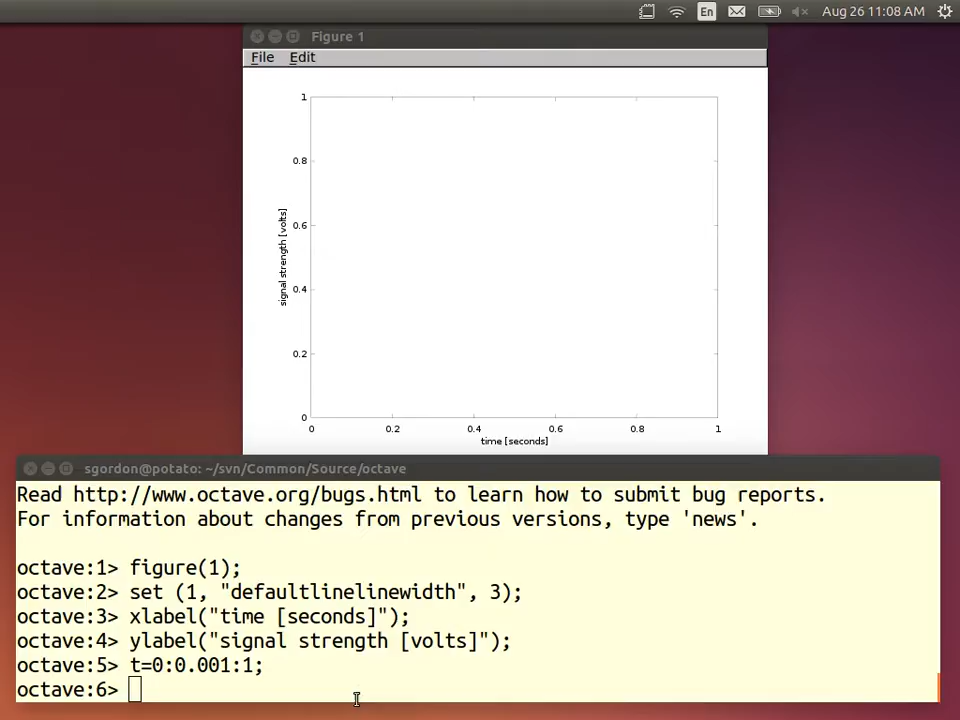 En Aug 26 11:08 AM
Figure 1
File Edit
1
0.8
0.6
0.4
0.2
0
signal strength [volts]
0 0.2 0.4 0.6 0.8 1
time [seconds]
sgordon@potato: ~/svn/Common/Source/octave
Read http://www.octave.org/bugs.html to learn how to submit bug reports.
For information about changes from previous versions, type 'news'.
octave:1> figure(1);
octave:2> set (1, "defaultlinelinewidth", 3);
octave:3> xlabel("time [seconds]");
octave:4> ylabel("signal strength [volts]");
octave:5> t=0:0.001:1;
octave:6>